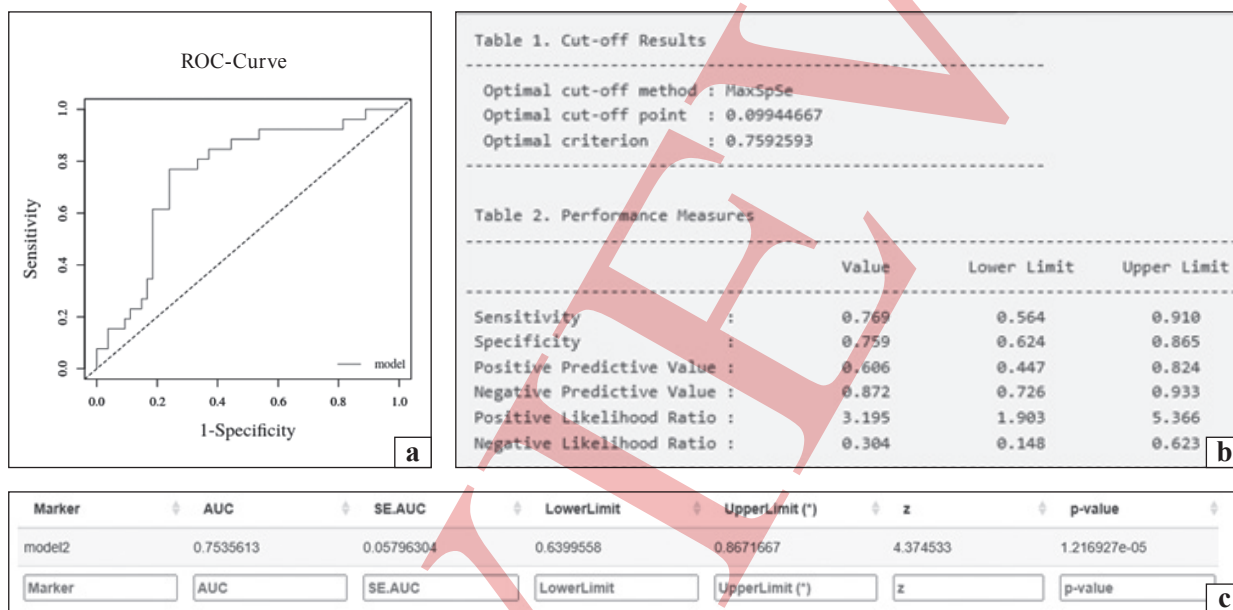 ROC-Curve
1.0
0.8
0.6
0.4
0.2
0.0
Sensitivity
model
0.0 0.2 0.4 0.6 0.8 1.0
1-Specificity
a
Table 1. Cut-off Results
Optimal cut-off method : MaxSpSe
Optimal cut-off point : 0.09944667
Optimal criterion : 0.7592593
Table 2. Performance Measures
Value Lower Limit Upper Limit
Sensitivity : 0.769 0.564 0.910
Specificity : 0.759 0.624 0.865
Positive Predictive Value : 0.606 0.447 0.824
Negative Predictive Value : 0.872 0.726 0.933
Positive Likelihood Ratio : 3.195 1.903 5.366
Negative Likelihood Ratio : 0.304 0.148 0.623
b
Marker AUC SE.AUC LowerLimit UpperLimit (*) z p-value
model2 0.7535613 0.05796304 0.6399558 0.8671667 4.374533 1.216927e-05
Marker AUC SE.AUC LowerLimit UpperLimit (*) z p-value
c